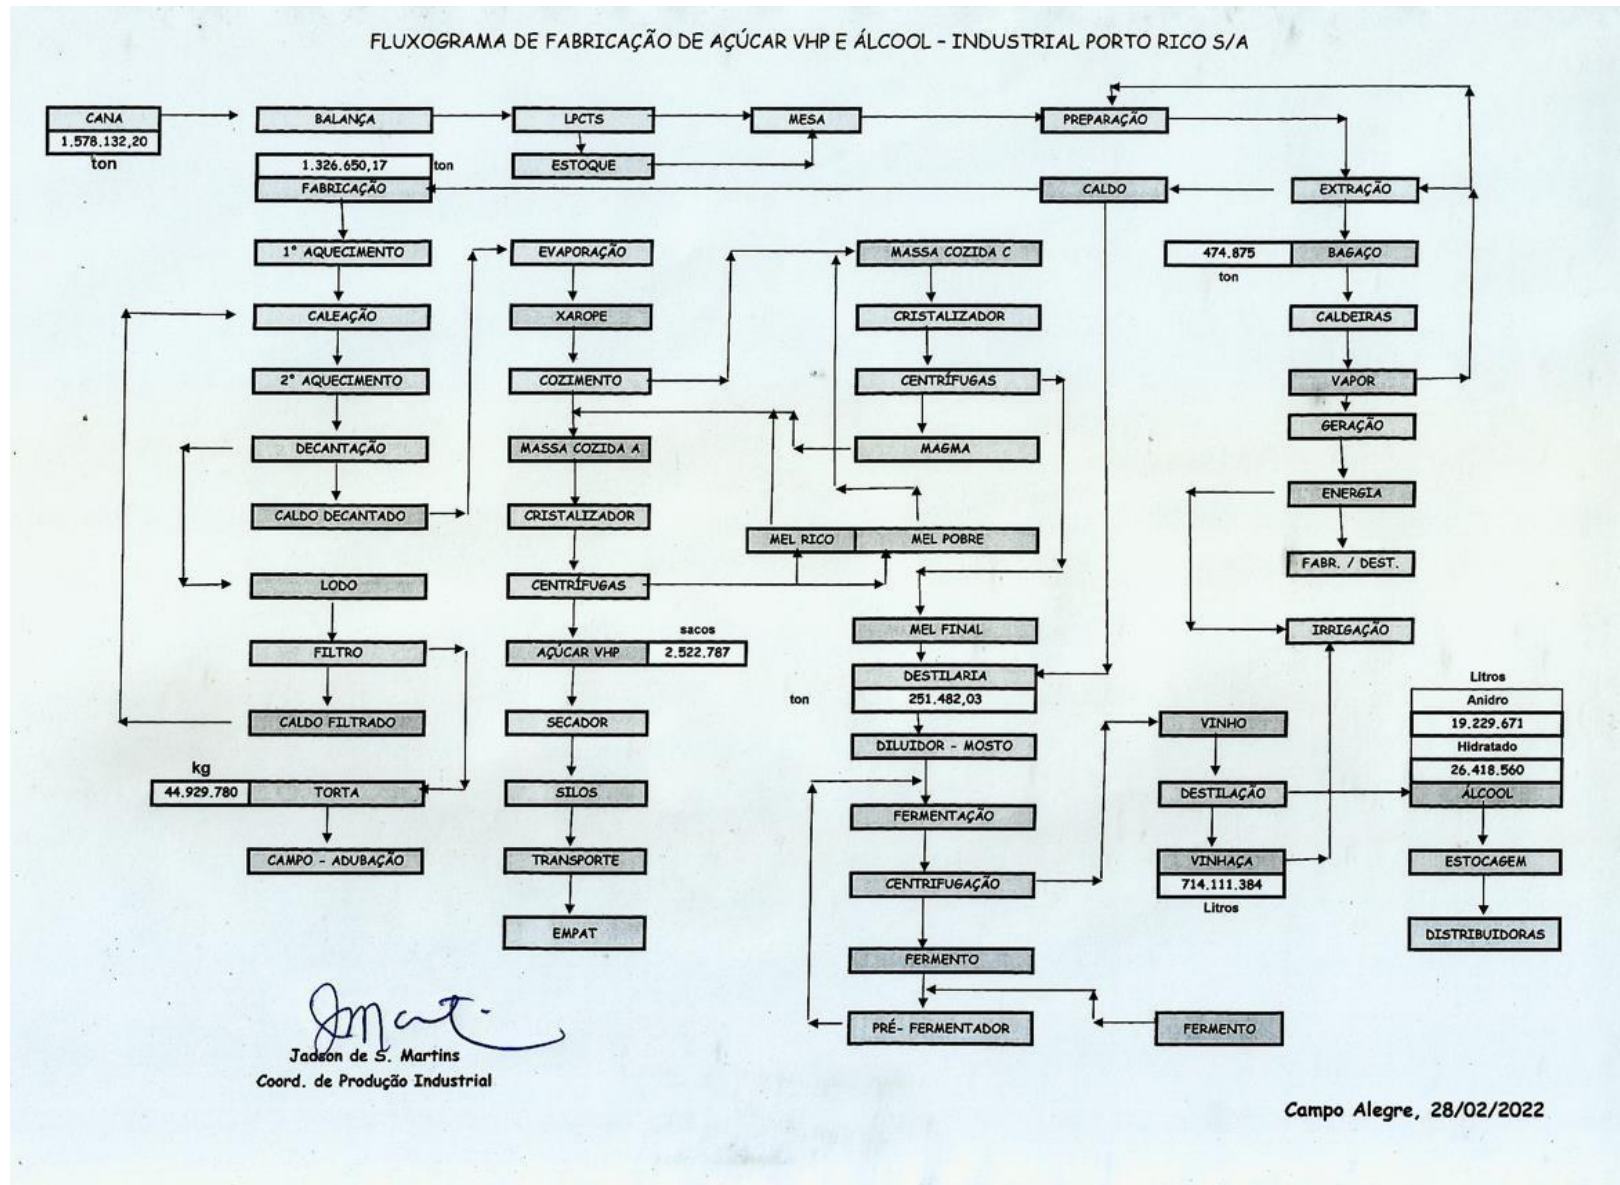 FLUXOGRAMA DE FABRICAÇÃO DE AÇÚCAR VHP E ÁLCOOL - INDUSTRIAL PORTO RICO S/A
CANA
1.578.132,20
ton
BALANÇA
LPCTS
MESA
PREPARAÇÃO
1.326.650,17
ton
FABRICAÇÃO
ESTOQUE
CALDO
EXTRAÇÃO
1° AQUECIMENTO
EVAPORAÇÃO
MASSA COZIDA C
474.875
ton
BAGAÇO
CALEAÇÃO
XAROPE
CRISTALIZADOR
CALDEIRAS
2° AQUECIMENTO
COZIMENTO
CENTRÍFUGAS
VAPOR
GERAÇÃO
DECANTAÇÃO
MASSA COZIDA A
MAGMA
ENERGIA
CALDO DECANTADO
CRISTALIZADOR
MEL RICO
MEL POBRE
FABR. / DEST.
LODO
CENTRÍFUGAS
MEL FINAL
IRRIGAÇÃO
FILTRO
AÇÚCAR VHP
sacos
2.522.787
DESTILARIA
ton
251.482,03
Litros
Anidro
19.229.671
Hidratado
26.418.560
ÁLCOOL
CALDO FILTRADO
SECADOR
DILUIDOR - MOSTO
VINHO
kg
44.929.780
TORTA
SILOS
FERMENTAÇÃO
DESTILAÇÃO
CAMPO - ADUBAÇÃO
TRANSPORTE
CENTRIFUGAÇÃO
VINHAÇA
714.111.384
Litros
ESTOCAGEM
EMPAT
FERMENTO
DISTRIBUIDORAS
PRÉ- FERMENTADOR
FERMENTO
Jadson de S. Martins
Coord. de Produção Industrial
Campo Alegre, 28/02/2022